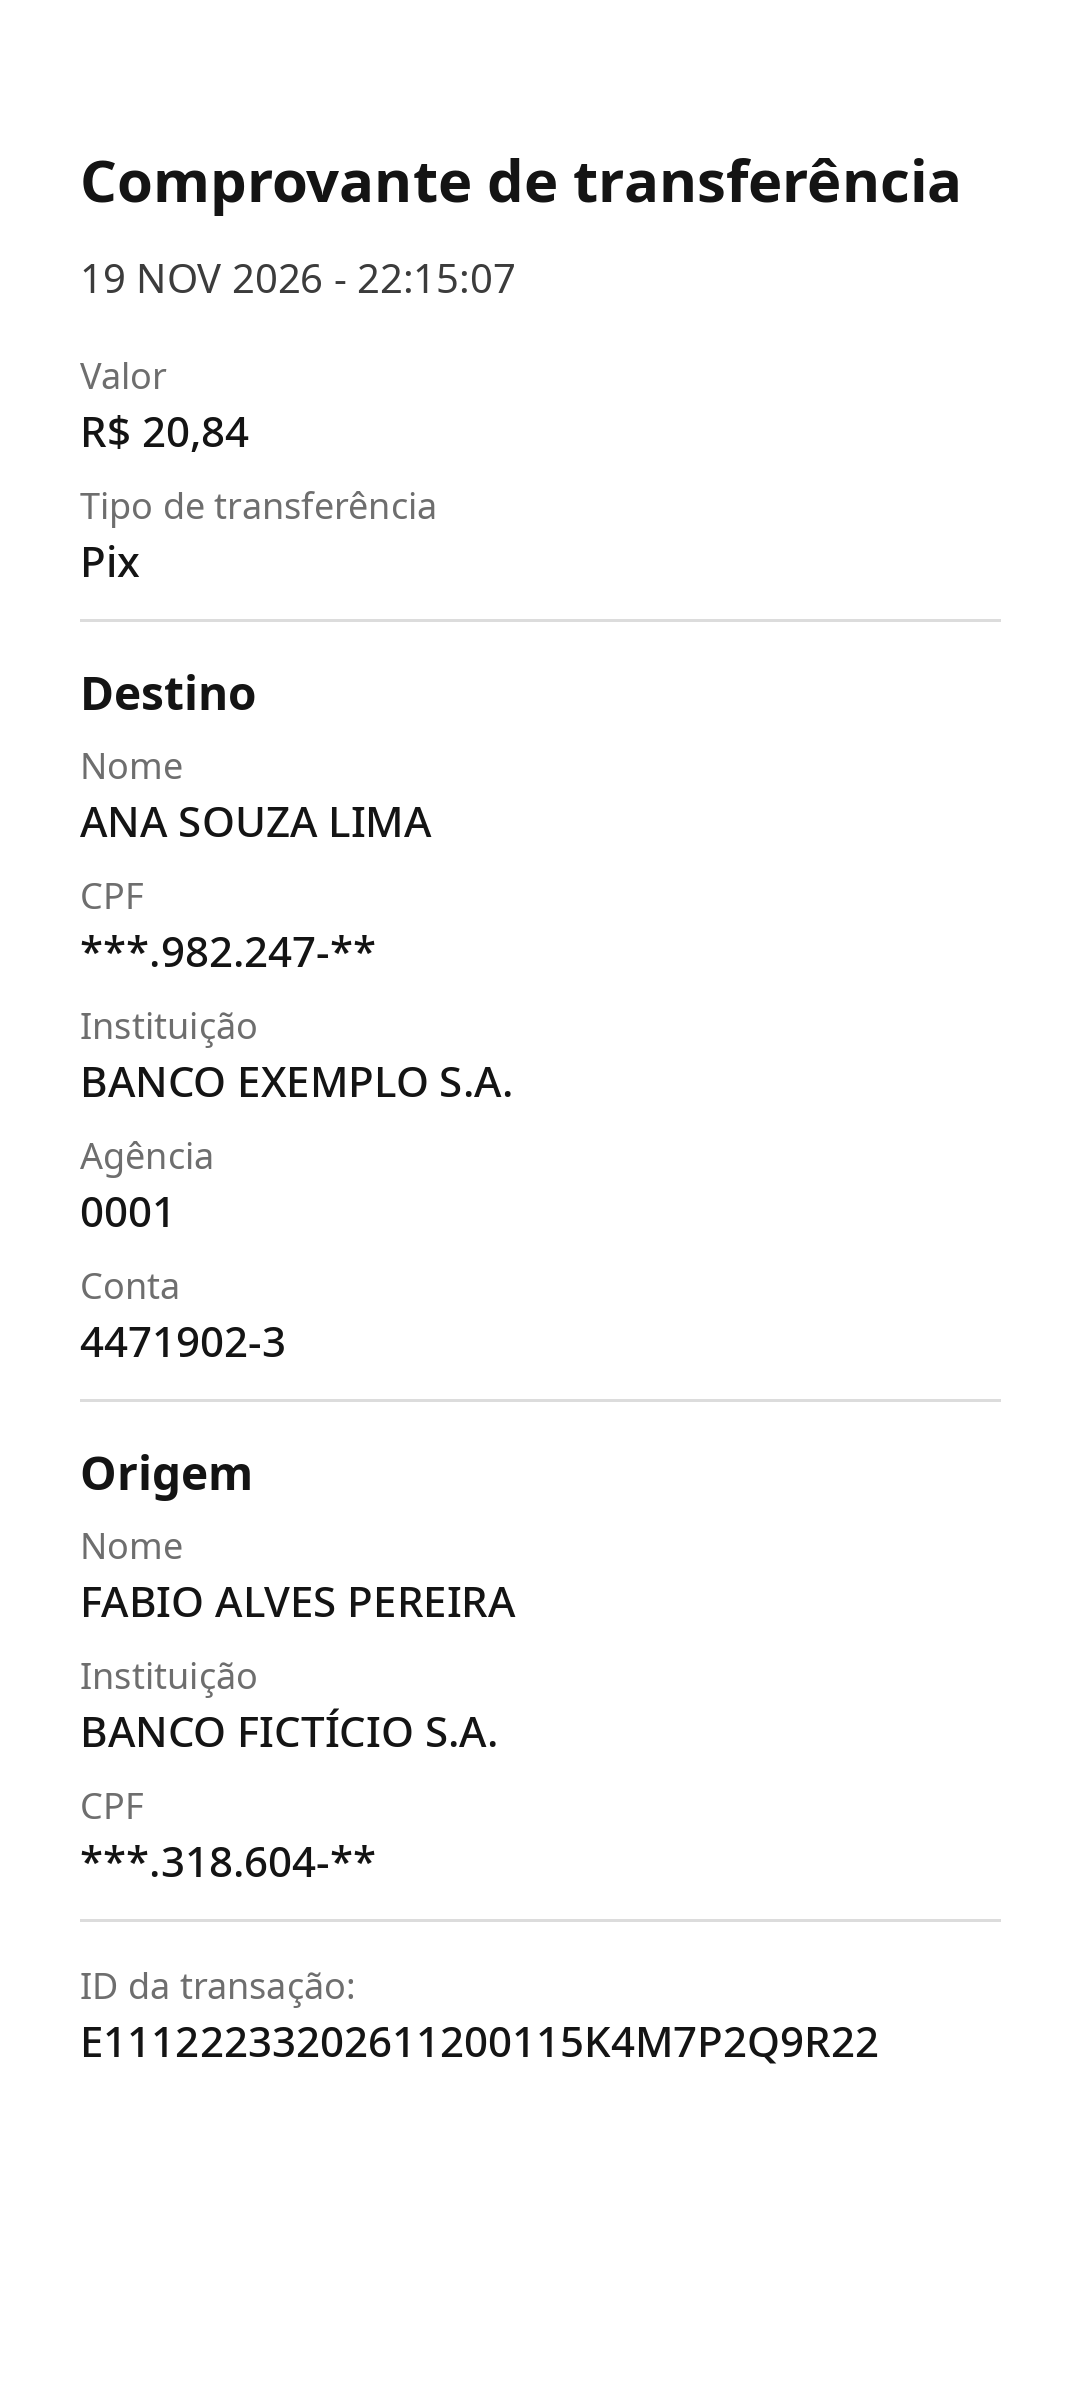 Comprovante de transferência
19 NOV 2026 - 22:15:07
Valor
R$ 20,84
Tipo de transferência
Pix
Destino
Nome
ANA SOUZA LIMA
CPF
***.982.247-**
Instituição
BANCO EXEMPLO S.A.
Agência
0001
Conta
4471902-3
Origem
Nome
FABIO ALVES PEREIRA
Instituição
BANCO FICTÍCIO S.A.
CPF
***.318.604-**
ID da transação:
E11122233202611200115K4M7P2Q9R22